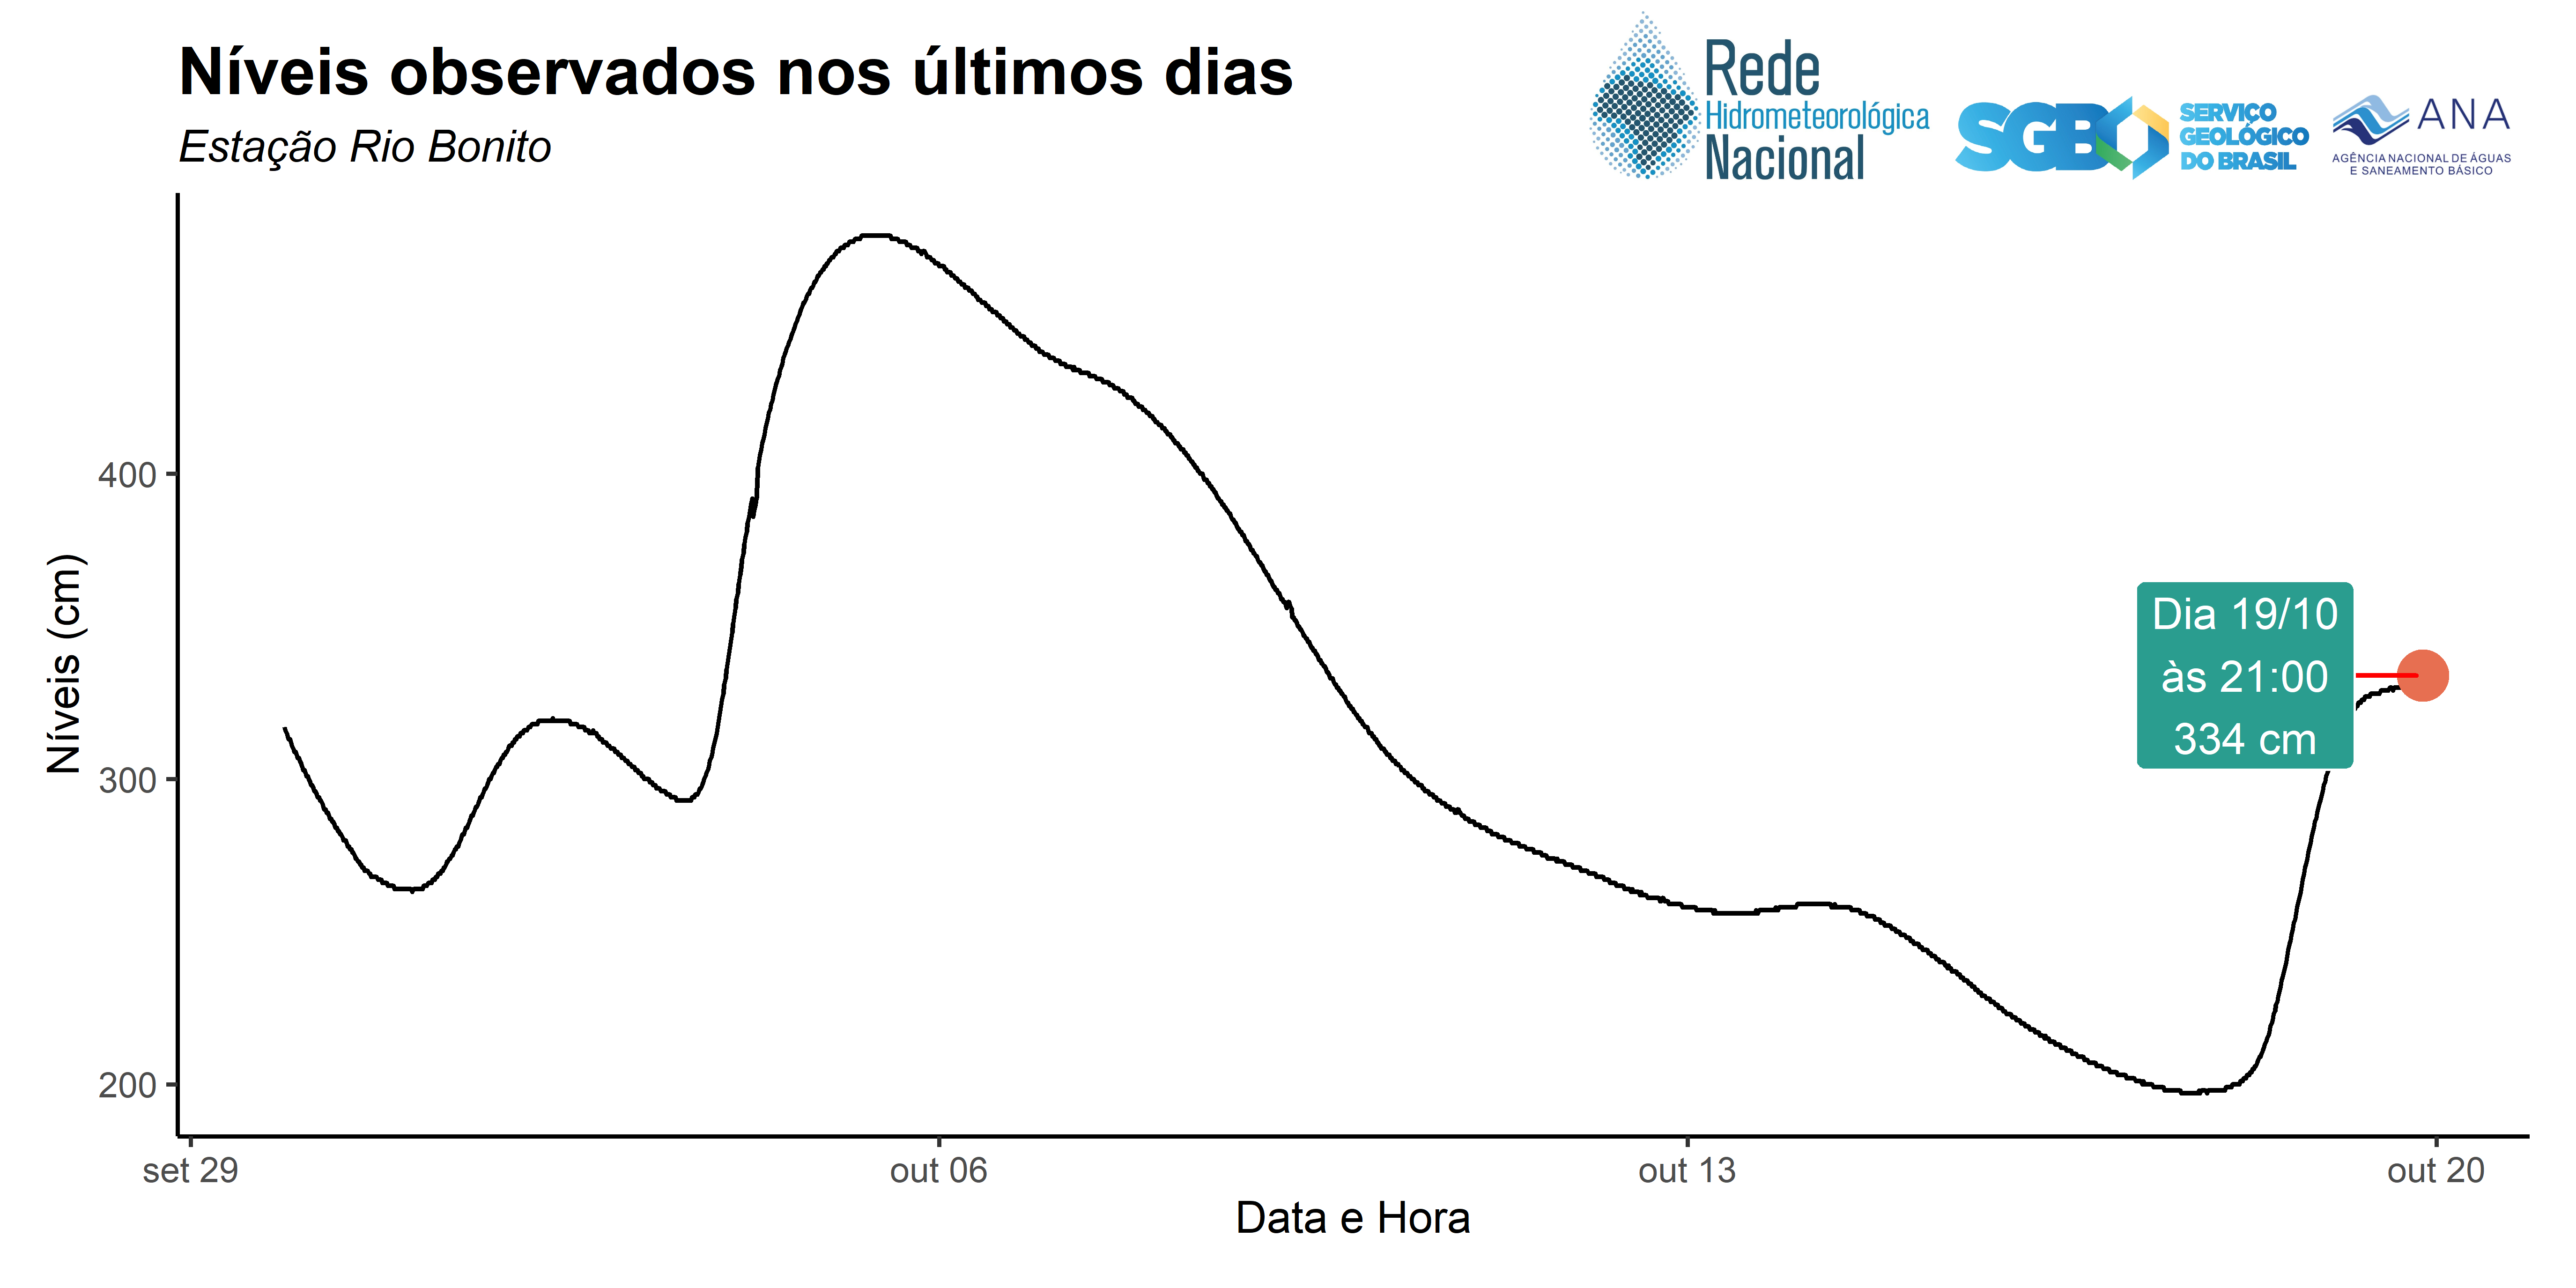 Níveis observados nos últimos dias
Estação Rio Bonito
Rede
Hidrometeorológica
Nacional
SGB
SERVIÇO
GEOLÓGICO
DO BRASIL
ANA
AGÊNCIA NACIONAL DE ÁGUAS
E SANEAMENTO BÁSICO
Níveis (cm)
400
300
200
Dia 19/10
às 21:00
334 cm
set 29
out 06
out 13
out 20
Data e Hora